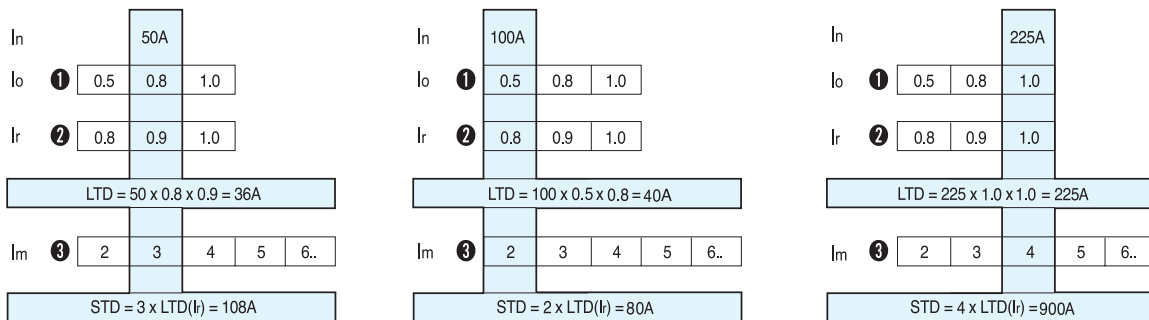 In 50A
Io ❶ 0.5 0.8 1.0
Ir ❷ 0.8 0.9 1.0
LTD = 50 x 0.8 x 0.9 = 36A
Im ❸ 2 3 4 5 6..
STD = 3 x LTD(Ir) = 108A
In 100A
Io ❶ 0.5 0.8 1.0
Ir ❷ 0.8 0.9 1.0
LTD = 100 x 0.5 x 0.8 = 40A
Im ❸ 2 3 4 5 6..
STD = 2 x LTD(Ir) = 80A
In 225A
Io ❶ 0.5 0.8 1.0
Ir ❷ 0.8 0.9 1.0
LTD = 225 x 1.0 x 1.0 = 225A
Im ❸ 2 3 4 5 6..
STD = 4 x LTD(Ir) = 900A